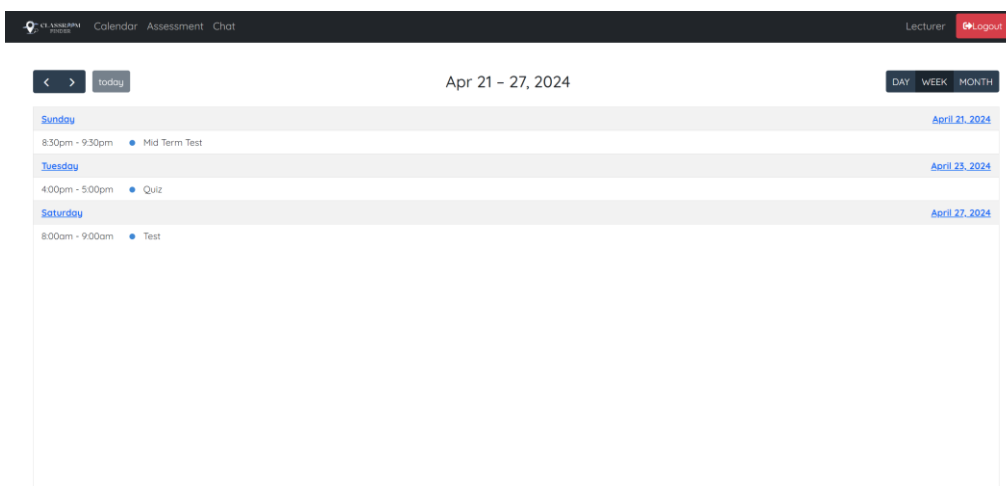 CLASSROOM
FINDER
Calendar Assessment Chat
Lecturer Logout
today
Apr 21 – 27, 2024
DAY WEEK MONTH
Sunday April 21, 2024
8:30pm - 9:30pm Mid Term Test
Tuesday April 23, 2024
4:00pm - 5:00pm Quiz
Saturday April 27, 2024
8:00am - 9:00am Test